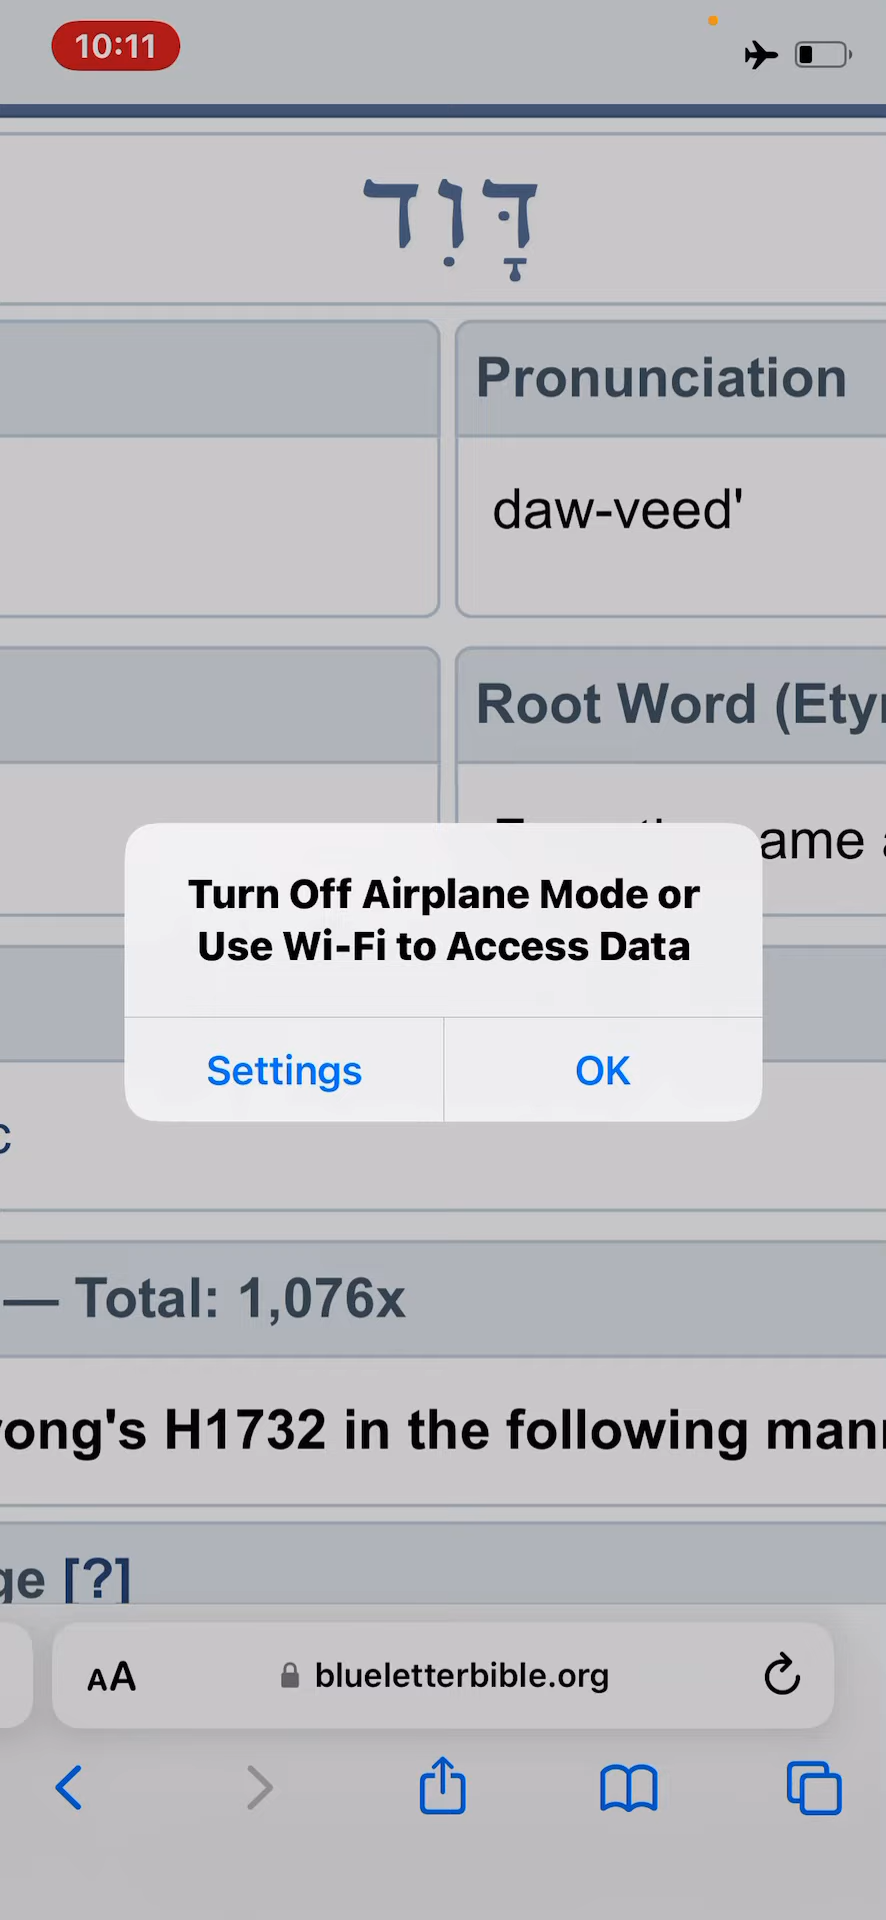 10:11
דָּוִד
Pronunciation
daw-veed'
Root Word (Ety
ame
Turn Off Airplane Mode or
Use Wi-Fi to Access Data
Settings
OK
c
— Total: 1,076x
ong's H1732 in the following man
ge [?]
AA
blueletterbible.org